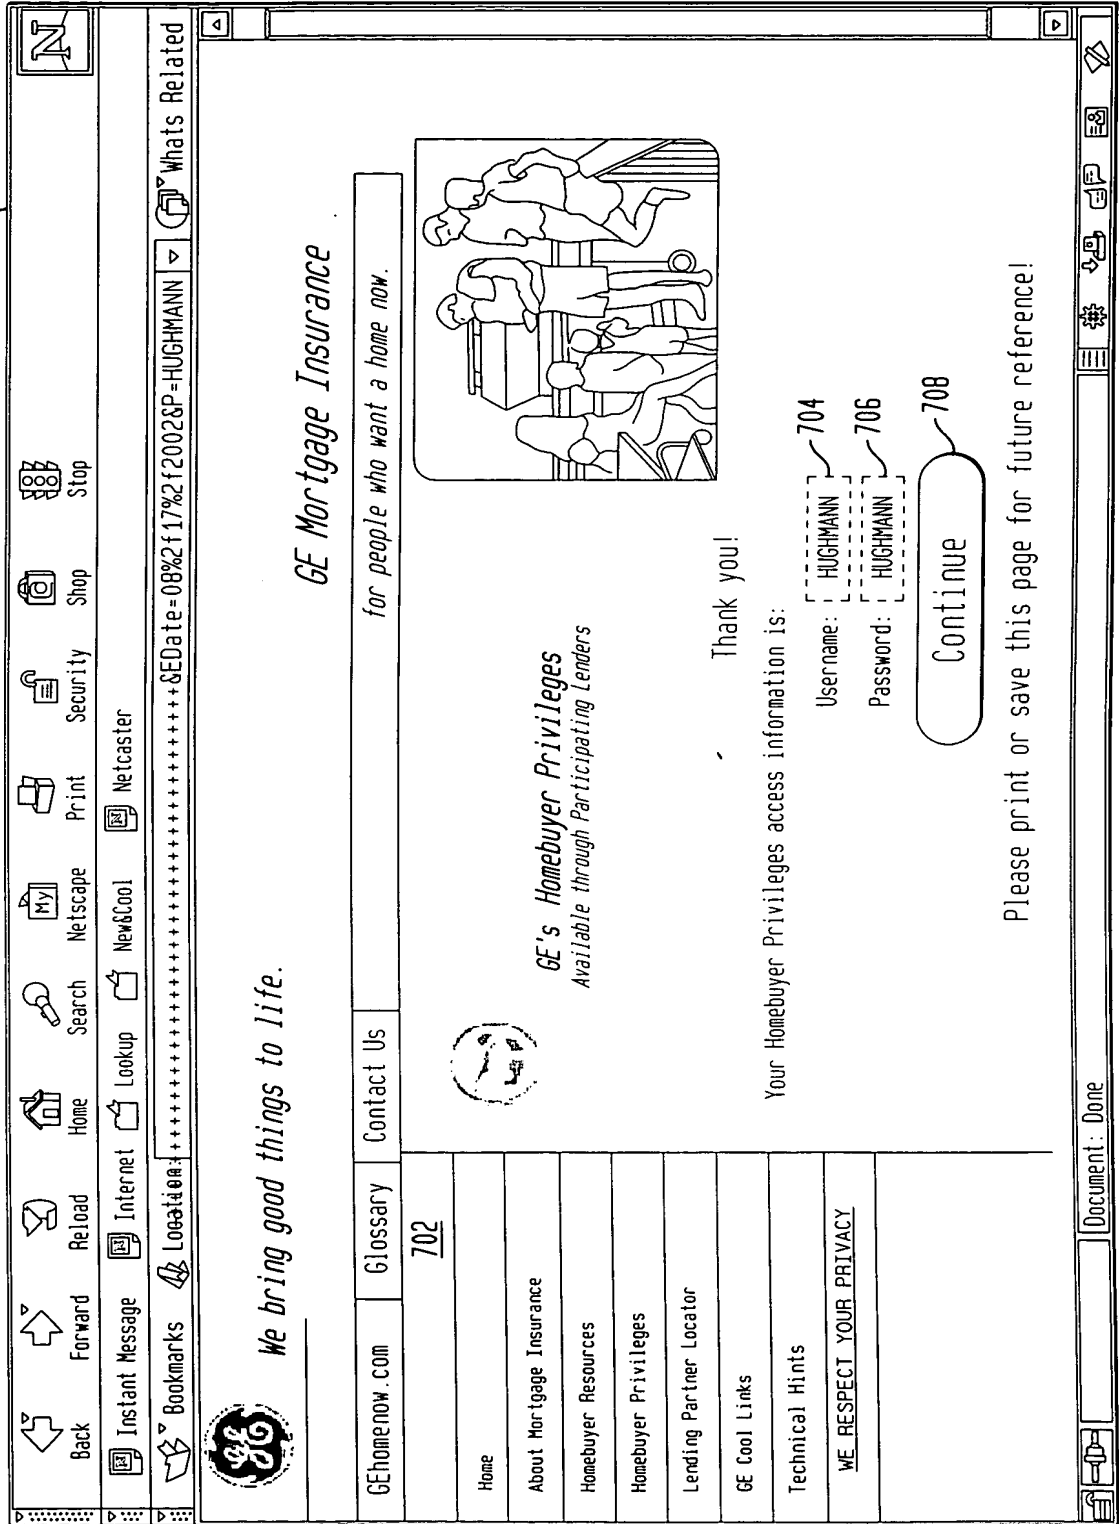 Back Forward Reload Home Search Netscape Print Security Shop Stop
N
My
Instant Message Internet Lookup New&Cool Netcaster
Bookmarks Location:++++++++++++++++++++++++++++++++++++&EDate=08%2f17%2f2002&P=HUGHMANN Whats Related
We bring good things to life.
GE Mortgage Insurance
GEhomenow.com Glossary Contact Us for people who want a home now.
702
Home
About Mortgage Insurance
Homebuyer Resources
Homebuyer Privileges
Lending Partner Locator
GE Cool Links
Technical Hints
WE RESPECT YOUR PRIVACY
GE's Homebuyer Privileges
Available through Participating Lenders
Thank you!
Your Homebuyer Privileges access information is:
Username: HUGHMANN 704
Password: HUGHMANN 706
Continue 708
Please print or save this page for future reference!
Document: Done